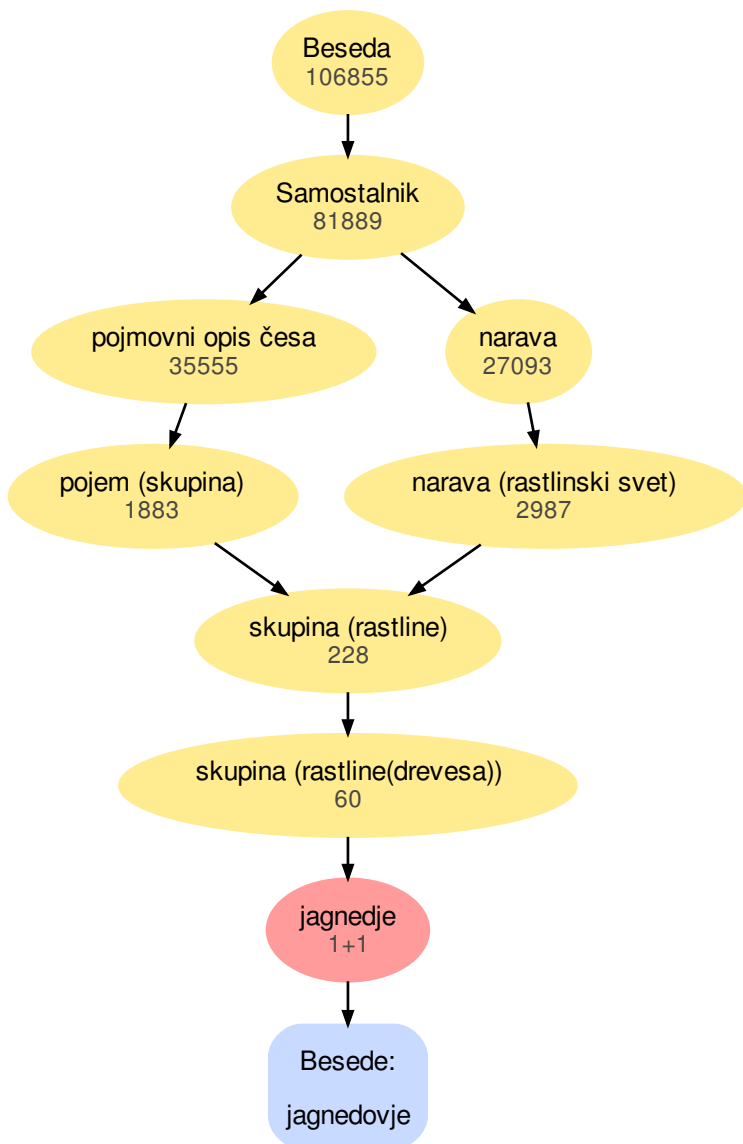 Beseda
106855
Samostalnik
81889
pojmovni opis česa
35555
narava
27093
pojem (skupina)
1883
narava (rastlinski svet)
2987
skupina (rastline)
228
skupina (rastline(drevesa))
60
jagnedje
1+1
Besede:
jagnedovje